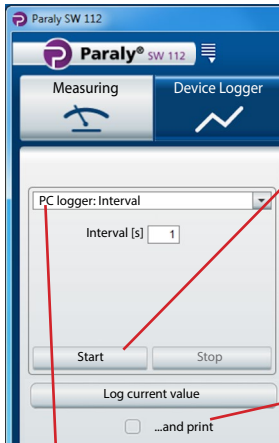 Paraly SW 112
Paraly® SW 112
Measuring
Device Logger
PC logger: Interval
Interval [s] 1
Start
Stop
Log current value
...and print